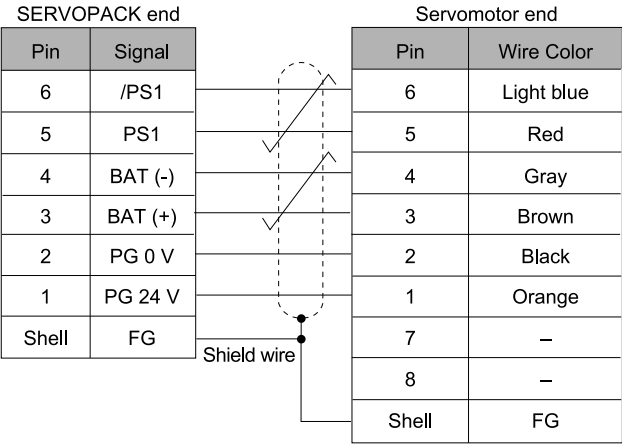 SERVOPACK end
Servomotor end
Pin Signal
Pin Wire Color
6 /PS1
6 Light blue
5 PS1
5 Red
4 BAT (-)
4 Gray
3 BAT (+)
3 Brown
2 PG 0 V
2 Black
1 PG 24 V
1 Orange
Shell FG
Shield wire
7 –
8 –
Shell FG